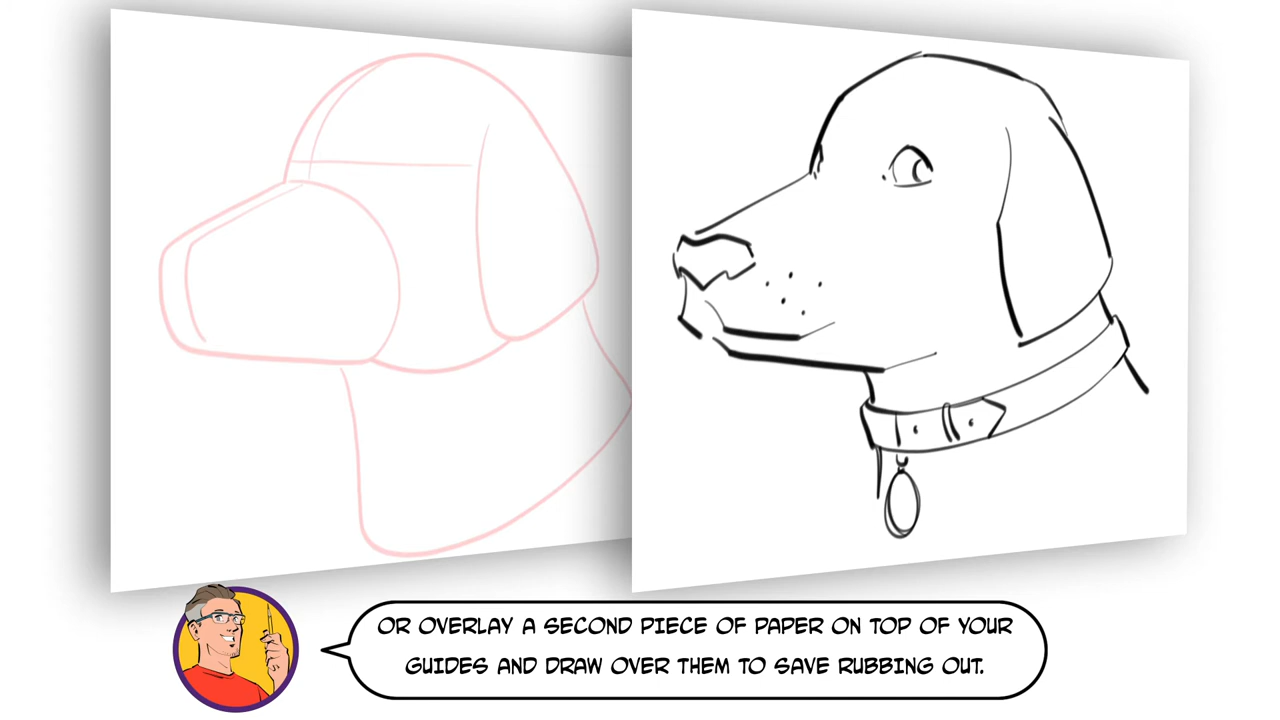 OR OVERLAY A SECOND PIECE OF PAPER ON TOP OF YOUR
GUIDES AND DRAW OVER THEM TO SAVE RUBBING OUT.